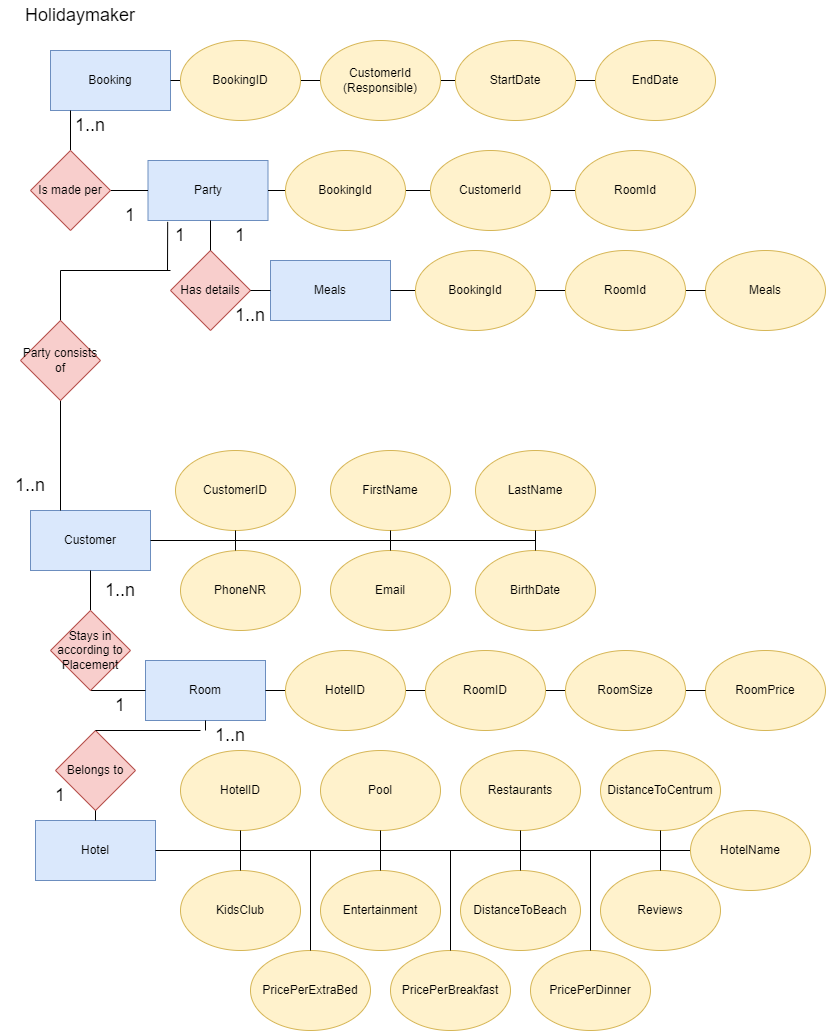 Holidaymaker
Booking
BookingID
CustomerId
(Responsible)
StartDate
EndDate
1..n
Is made per
1
Party
BookingId
CustomerId
RoomId
1
1
Has details
1..n
Meals
BookingId
RoomId
Meals
Party consists
of
1..n
Customer
CustomerID
FirstName
LastName
PhoneNR
Email
BirthDate
1..n
Stays in
according to
Placement
1
Room
HotelID
RoomID
RoomSize
RoomPrice
1..n
Belongs to
1
Hotel
HotelID
Pool
Restaurants
DistanceToCentrum
HotelName
KidsClub
Entertainment
DistanceToBeach
Reviews
PricePerExtraBed
PricePerBreakfast
PricePerDinner